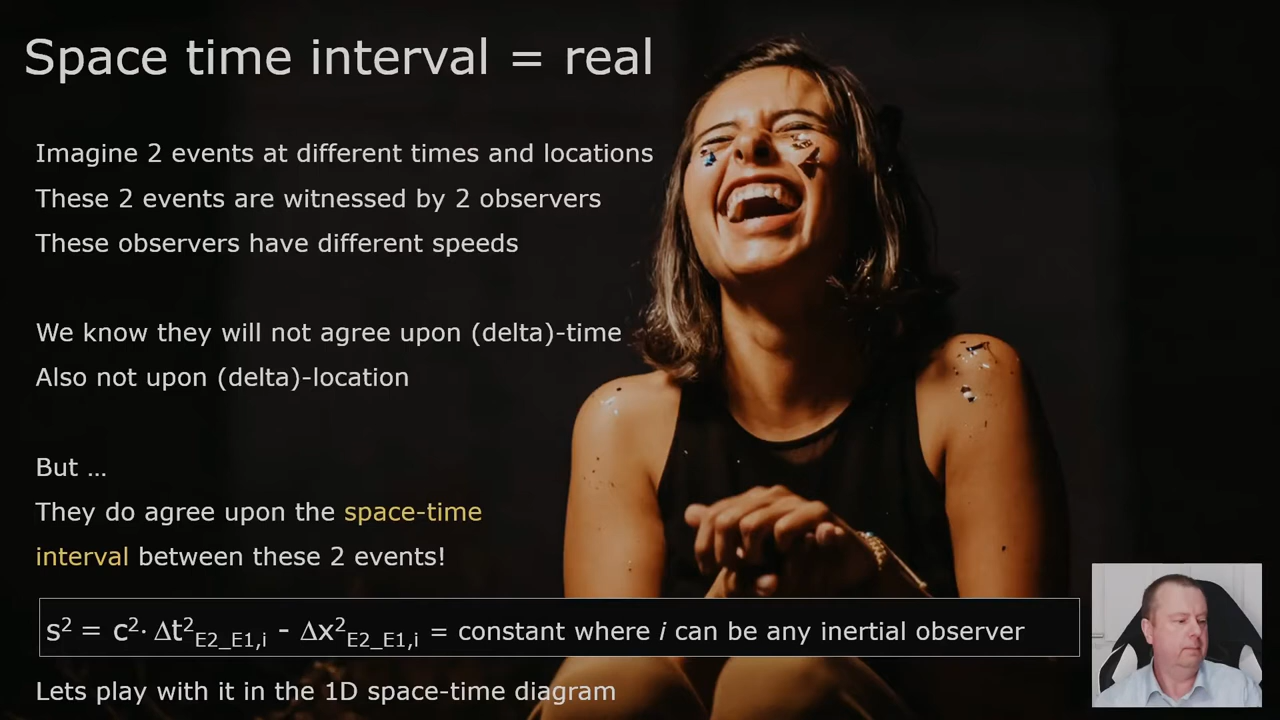 Space time interval = real
Imagine 2 events at different times and locations
These 2 events are witnessed by 2 observers
These observers have different speeds
We know they will not agree upon (delta)-time
Also not upon (delta)-location
But ...
They do agree upon the space-time
interval between these 2 events!
s² = c²· Δt²_E2_E1,i - Δx²_E2_E1,i = constant where i can be any inertial observer
Lets play with it in the 1D space-time diagram